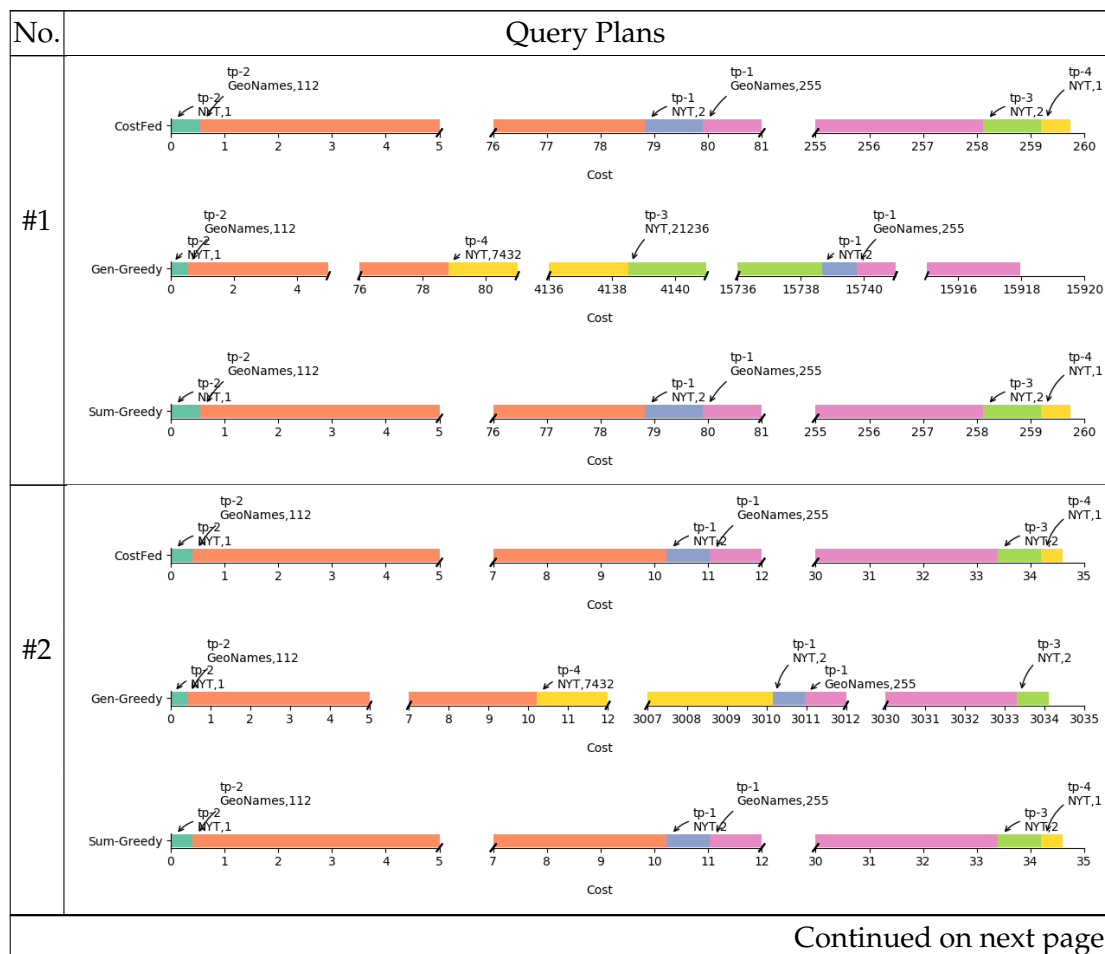 No.
Query Plans
#1
tp-2
GeoNames,112
tp-2
NYT,1
tp-1
GeoNames,255
tp-1
NYT,2
tp-4
NYT,1
tp-3
NYT,2
CostFed
0 1 2 3 4 5 76 77 78 79 80 81 255 256 257 258 259 260
Cost
tp-2
GeoNames,112
tp-2
NYT,1
tp-4
NYT,7432
tp-3
NYT,21236
tp-1
GeoNames,255
tp-1
NYT,2
Gen-Greedy
0 2 4 76 78 80 4136 4138 4140 15736 15738 15740 15916 15918 15920
Cost
tp-2
GeoNames,112
tp-2
NYT,1
tp-1
GeoNames,255
tp-1
NYT,2
tp-4
NYT,1
tp-3
NYT,2
Sum-Greedy
0 1 2 3 4 5 76 77 78 79 80 81 255 256 257 258 259 260
Cost
#2
tp-2
GeoNames,112
tp-2
NYT,1
tp-1
GeoNames,255
tp-1
NYT,2
tp-4
NYT,1
tp-3
NYT,2
CostFed
0 1 2 3 4 5 7 8 9 10 11 12 30 31 32 33 34 35
Cost
tp-2
GeoNames,112
tp-2
NYT,1
tp-4
NYT,7432
tp-1
NYT,2
tp-1
GeoNames,255
tp-3
NYT,2
Gen-Greedy
0 1 2 3 4 5 7 8 9 10 11 12 3007 3008 3009 3010 3011 3012 3030 3031 3032 3033 3034 3035
Cost
tp-2
GeoNames,112
tp-2
NYT,1
tp-1
GeoNames,255
tp-1
NYT,2
tp-4
NYT,1
tp-3
NYT,2
Sum-Greedy
0 1 2 3 4 5 7 8 9 10 11 12 30 31 32 33 34 35
Cost
Continued on next page